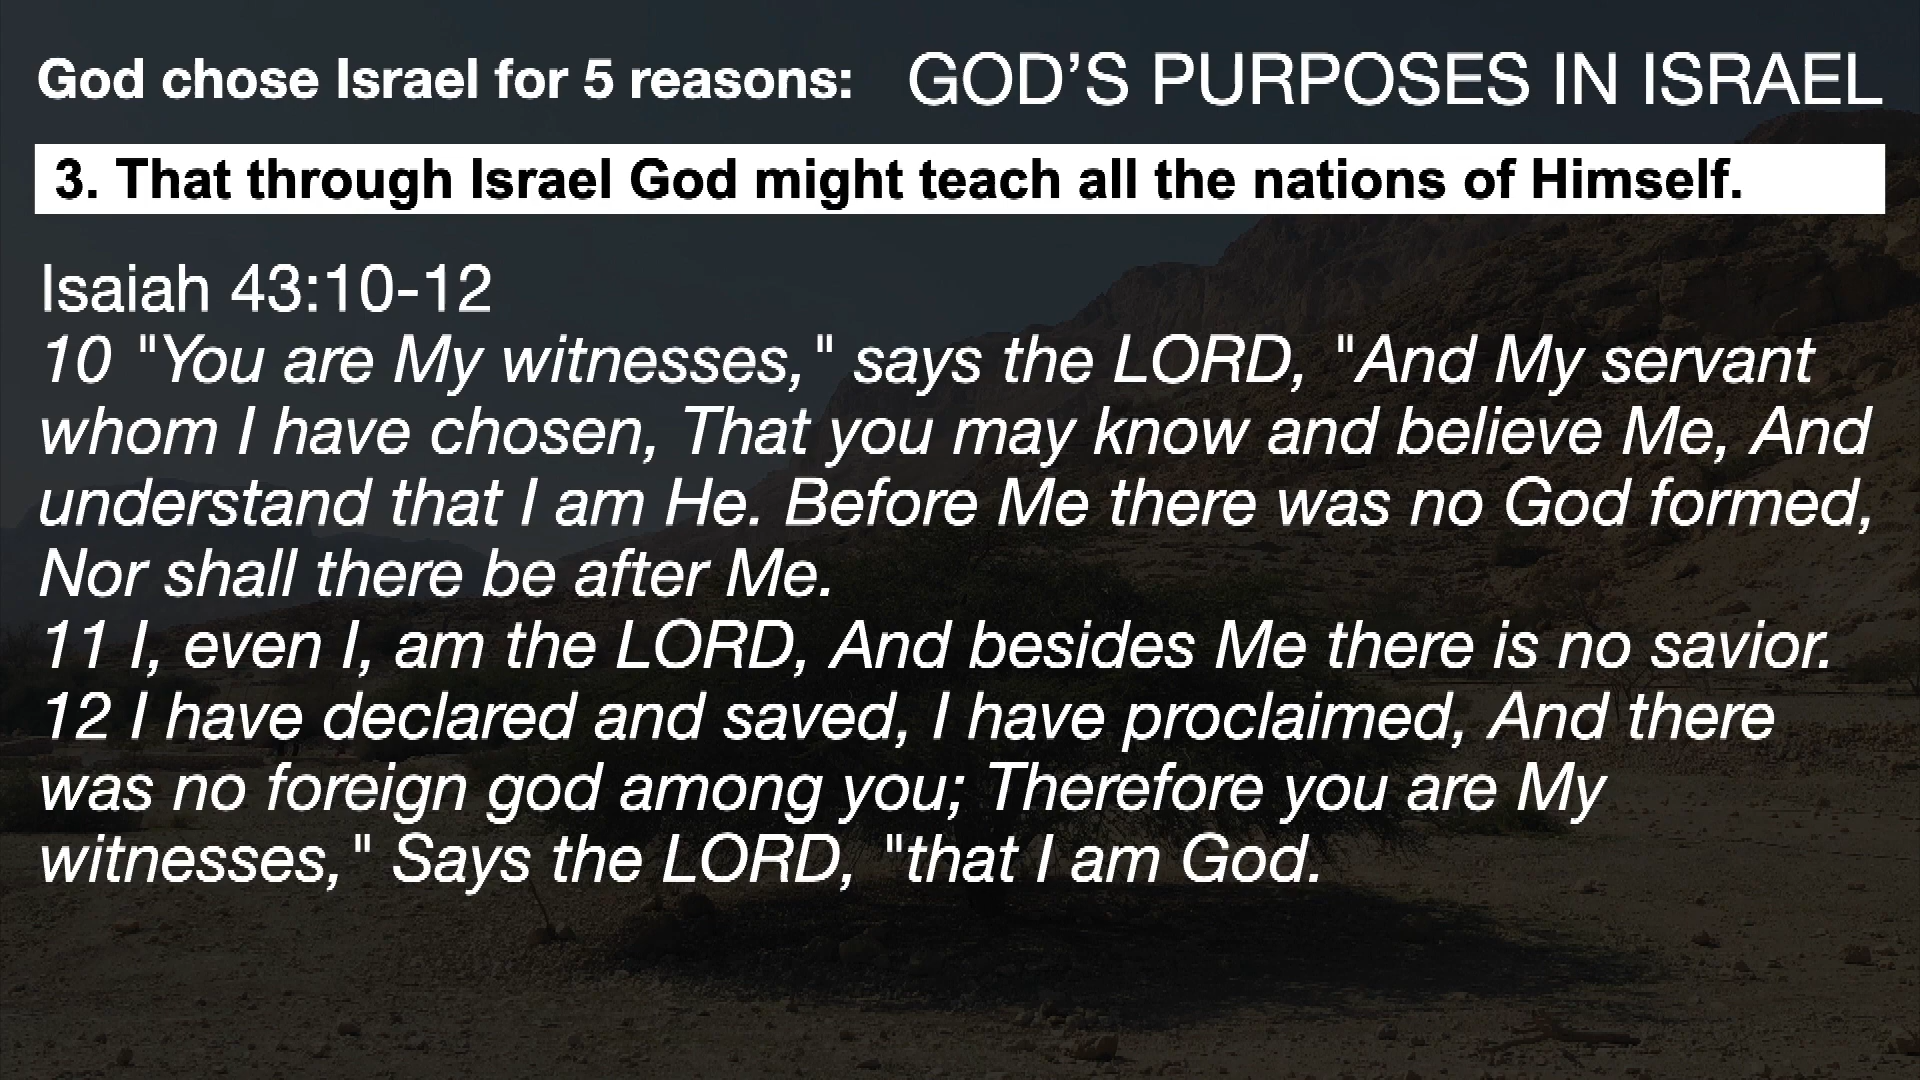 God chose Israel for 5 reasons: GOD’S PURPOSES IN ISRAEL
3. That through Israel God might teach all the nations of Himself.
Isaiah 43:10-12
10 "You are My witnesses," says the LORD, "And My servant
whom I have chosen, That you may know and believe Me, And
understand that I am He. Before Me there was no God formed,
Nor shall there be after Me.
11 I, even I, am the LORD, And besides Me there is no savior.
12 I have declared and saved, I have proclaimed, And there
was no foreign god among you; Therefore you are My
witnesses," Says the LORD, "that I am God.